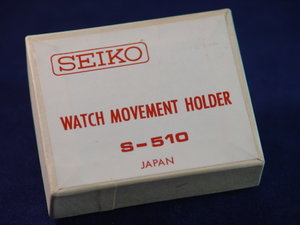 SEIKO
WATCH MOVEMENT HOLDER
S-510
JAPAN